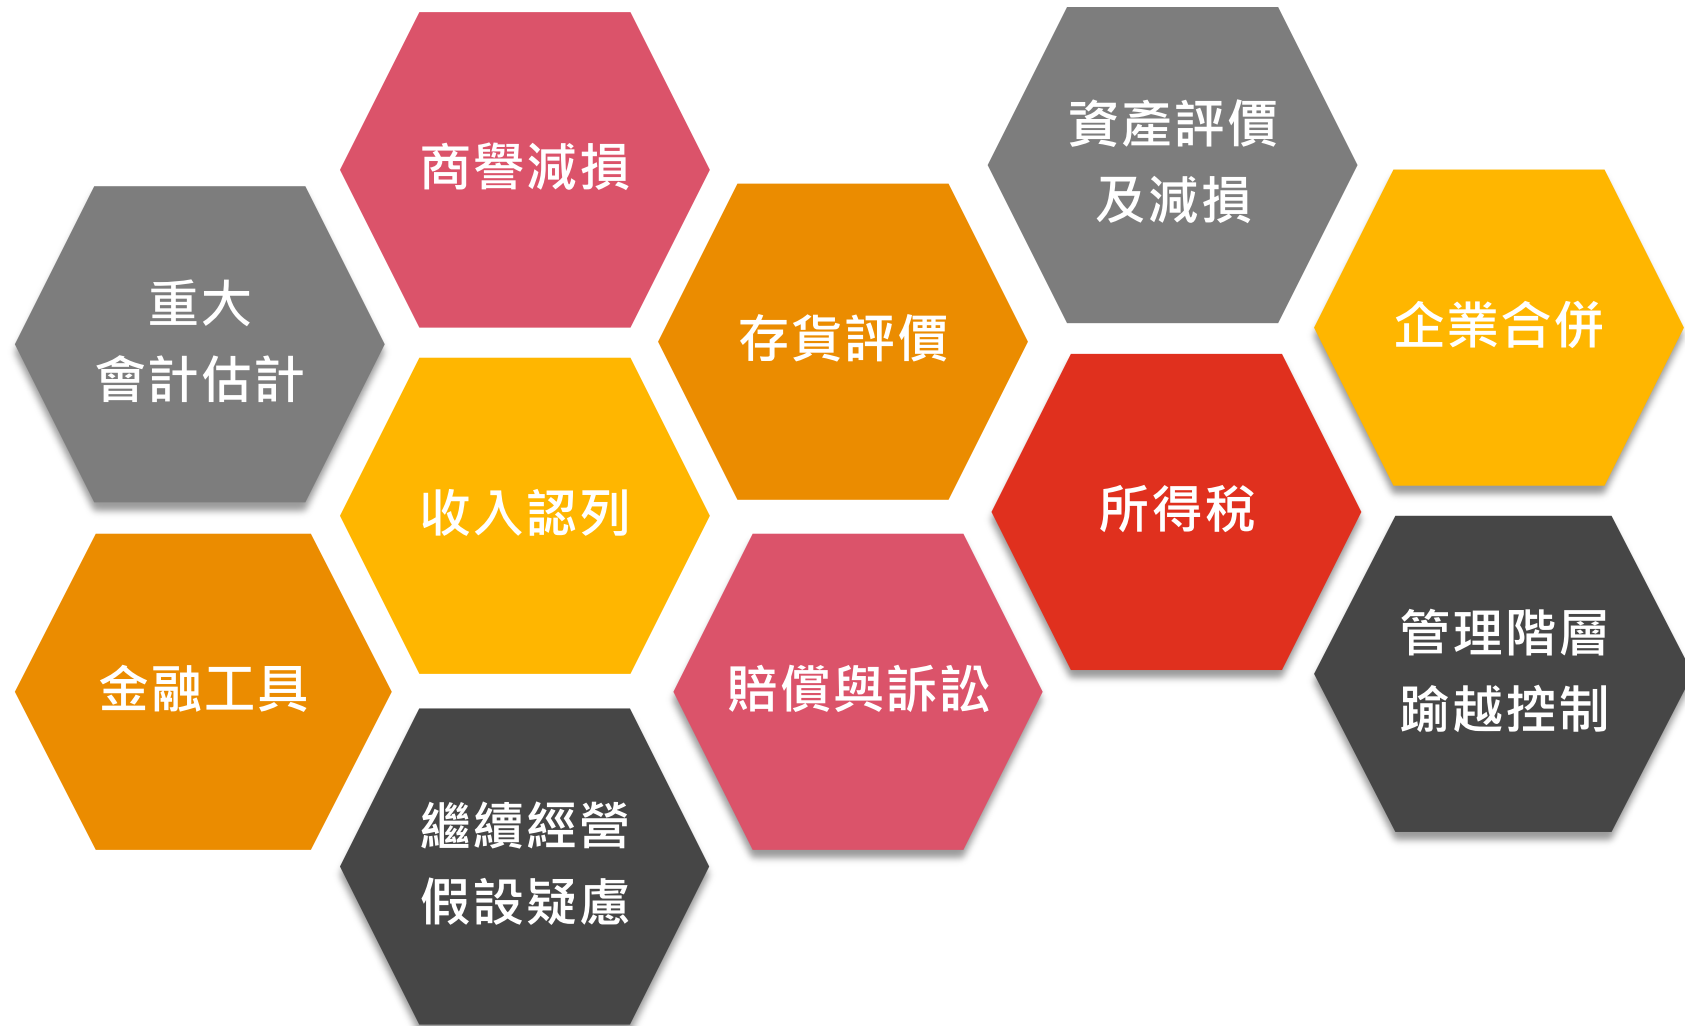 商譽減損
資產評價
及減損
重大
會計估計
存貨評價
企業合併
收入認列
所得稅
金融工具
賠償與訴訟
管理階層
踰越控制
繼續經營
假設疑慮